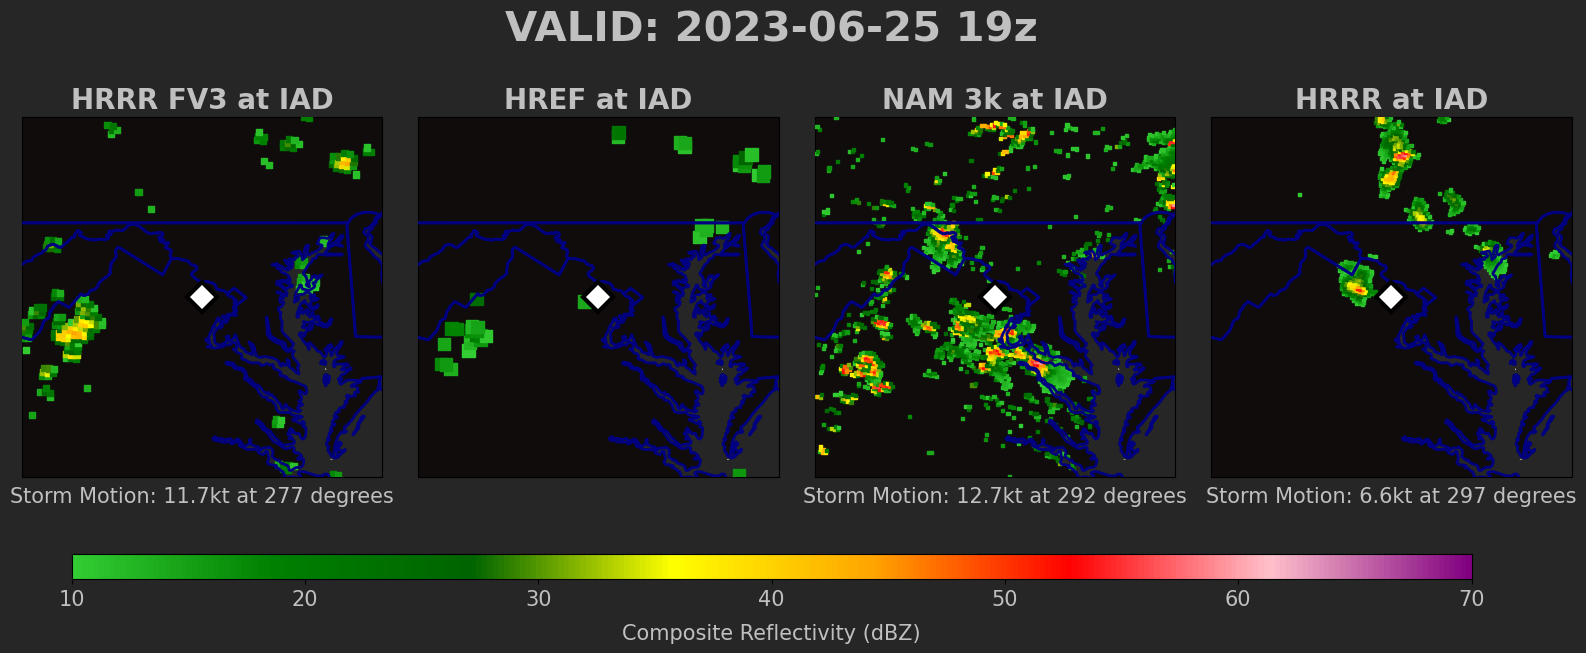 VALID: 2023-06-25 19z
HRRR FV3 at IAD
HREF at IAD
NAM 3k at IAD
HRRR at IAD
Storm Motion: 11.7kt at 277 degrees
Storm Motion: 12.7kt at 292 degrees
Storm Motion: 6.6kt at 297 degrees
10 20 30 40 50 60 70
Composite Reflectivity (dBZ)